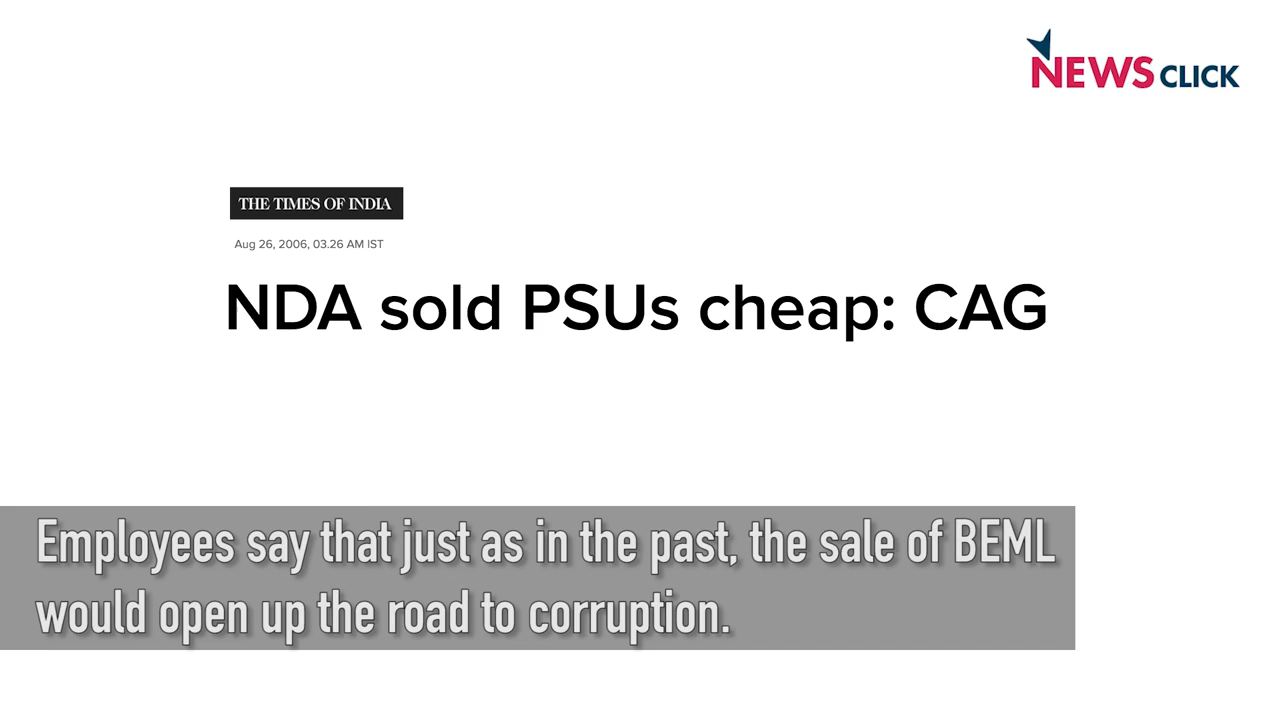 NEWS CLICK
THE TIMES OF INDIA
Aug 26, 2006, 03.26 AM IST
NDA sold PSUs cheap: CAG
Employees say that just as in the past, the sale of BEML
would open up the road to corruption.